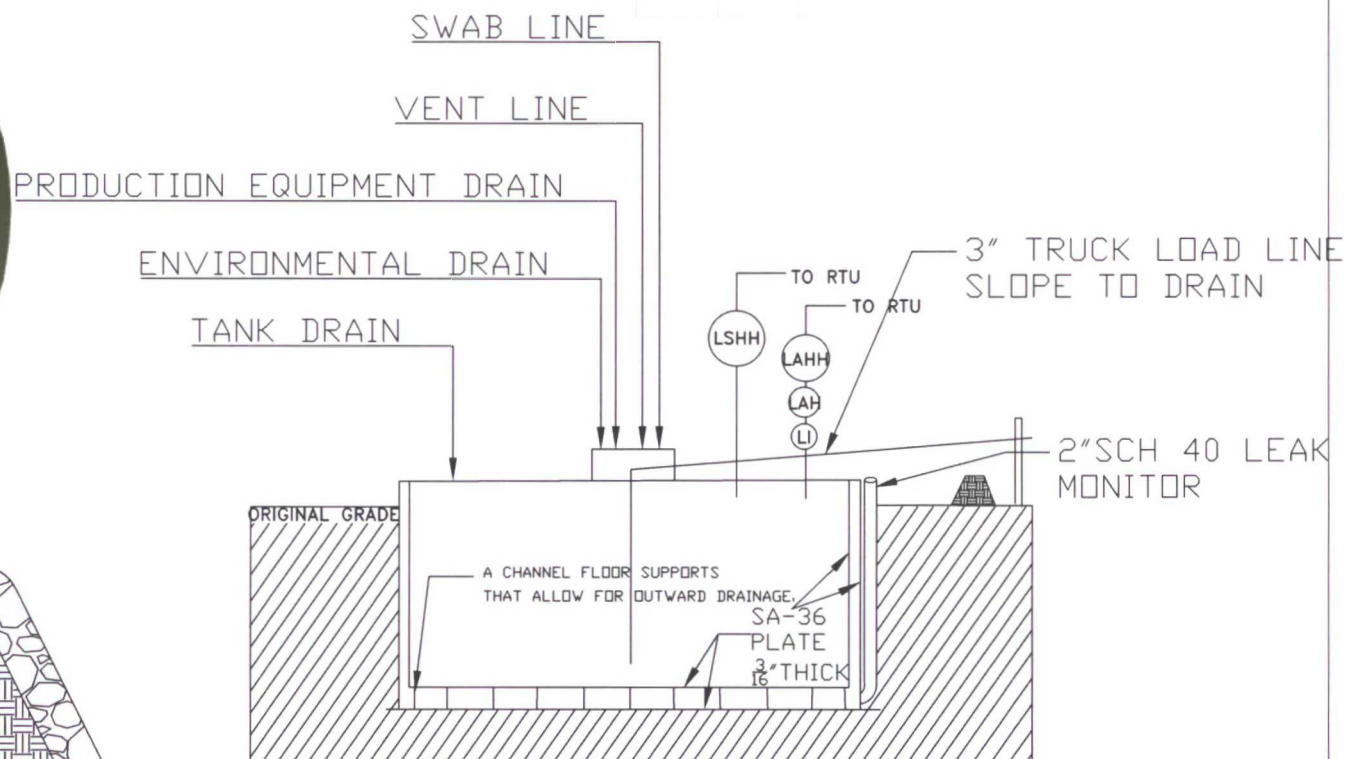 SWAB LINE
VENT LINE
PRODUCTION EQUIPMENT DRAIN
ENVIRONMENTAL DRAIN
TANK DRAIN
3" TRUCK LOAD LINE
SLOPE TO DRAIN
TO RTU
TO RTU
LSHH
LAHH
LAH
LI
2"SCH 40 LEAK
MONITOR
ORIGINAL GRADE
A CHANNEL FLOOR SUPPORTS
THAT ALLOW FOR OUTWARD DRAINAGE.
SA-36
PLATE
3/16"THICK